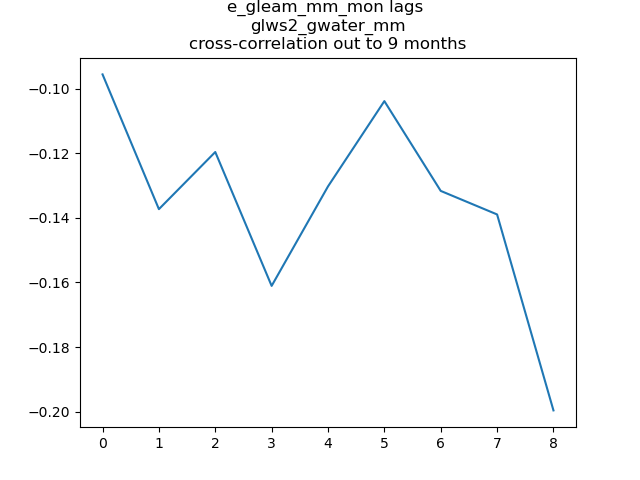 e_gleam_mm_mon lags
glws2_gwater_mm
cross-correlation out to 9 months
−0.10
−0.12
−0.14
−0.16
−0.18
−0.20
0 1 2 3 4 5 6 7 8